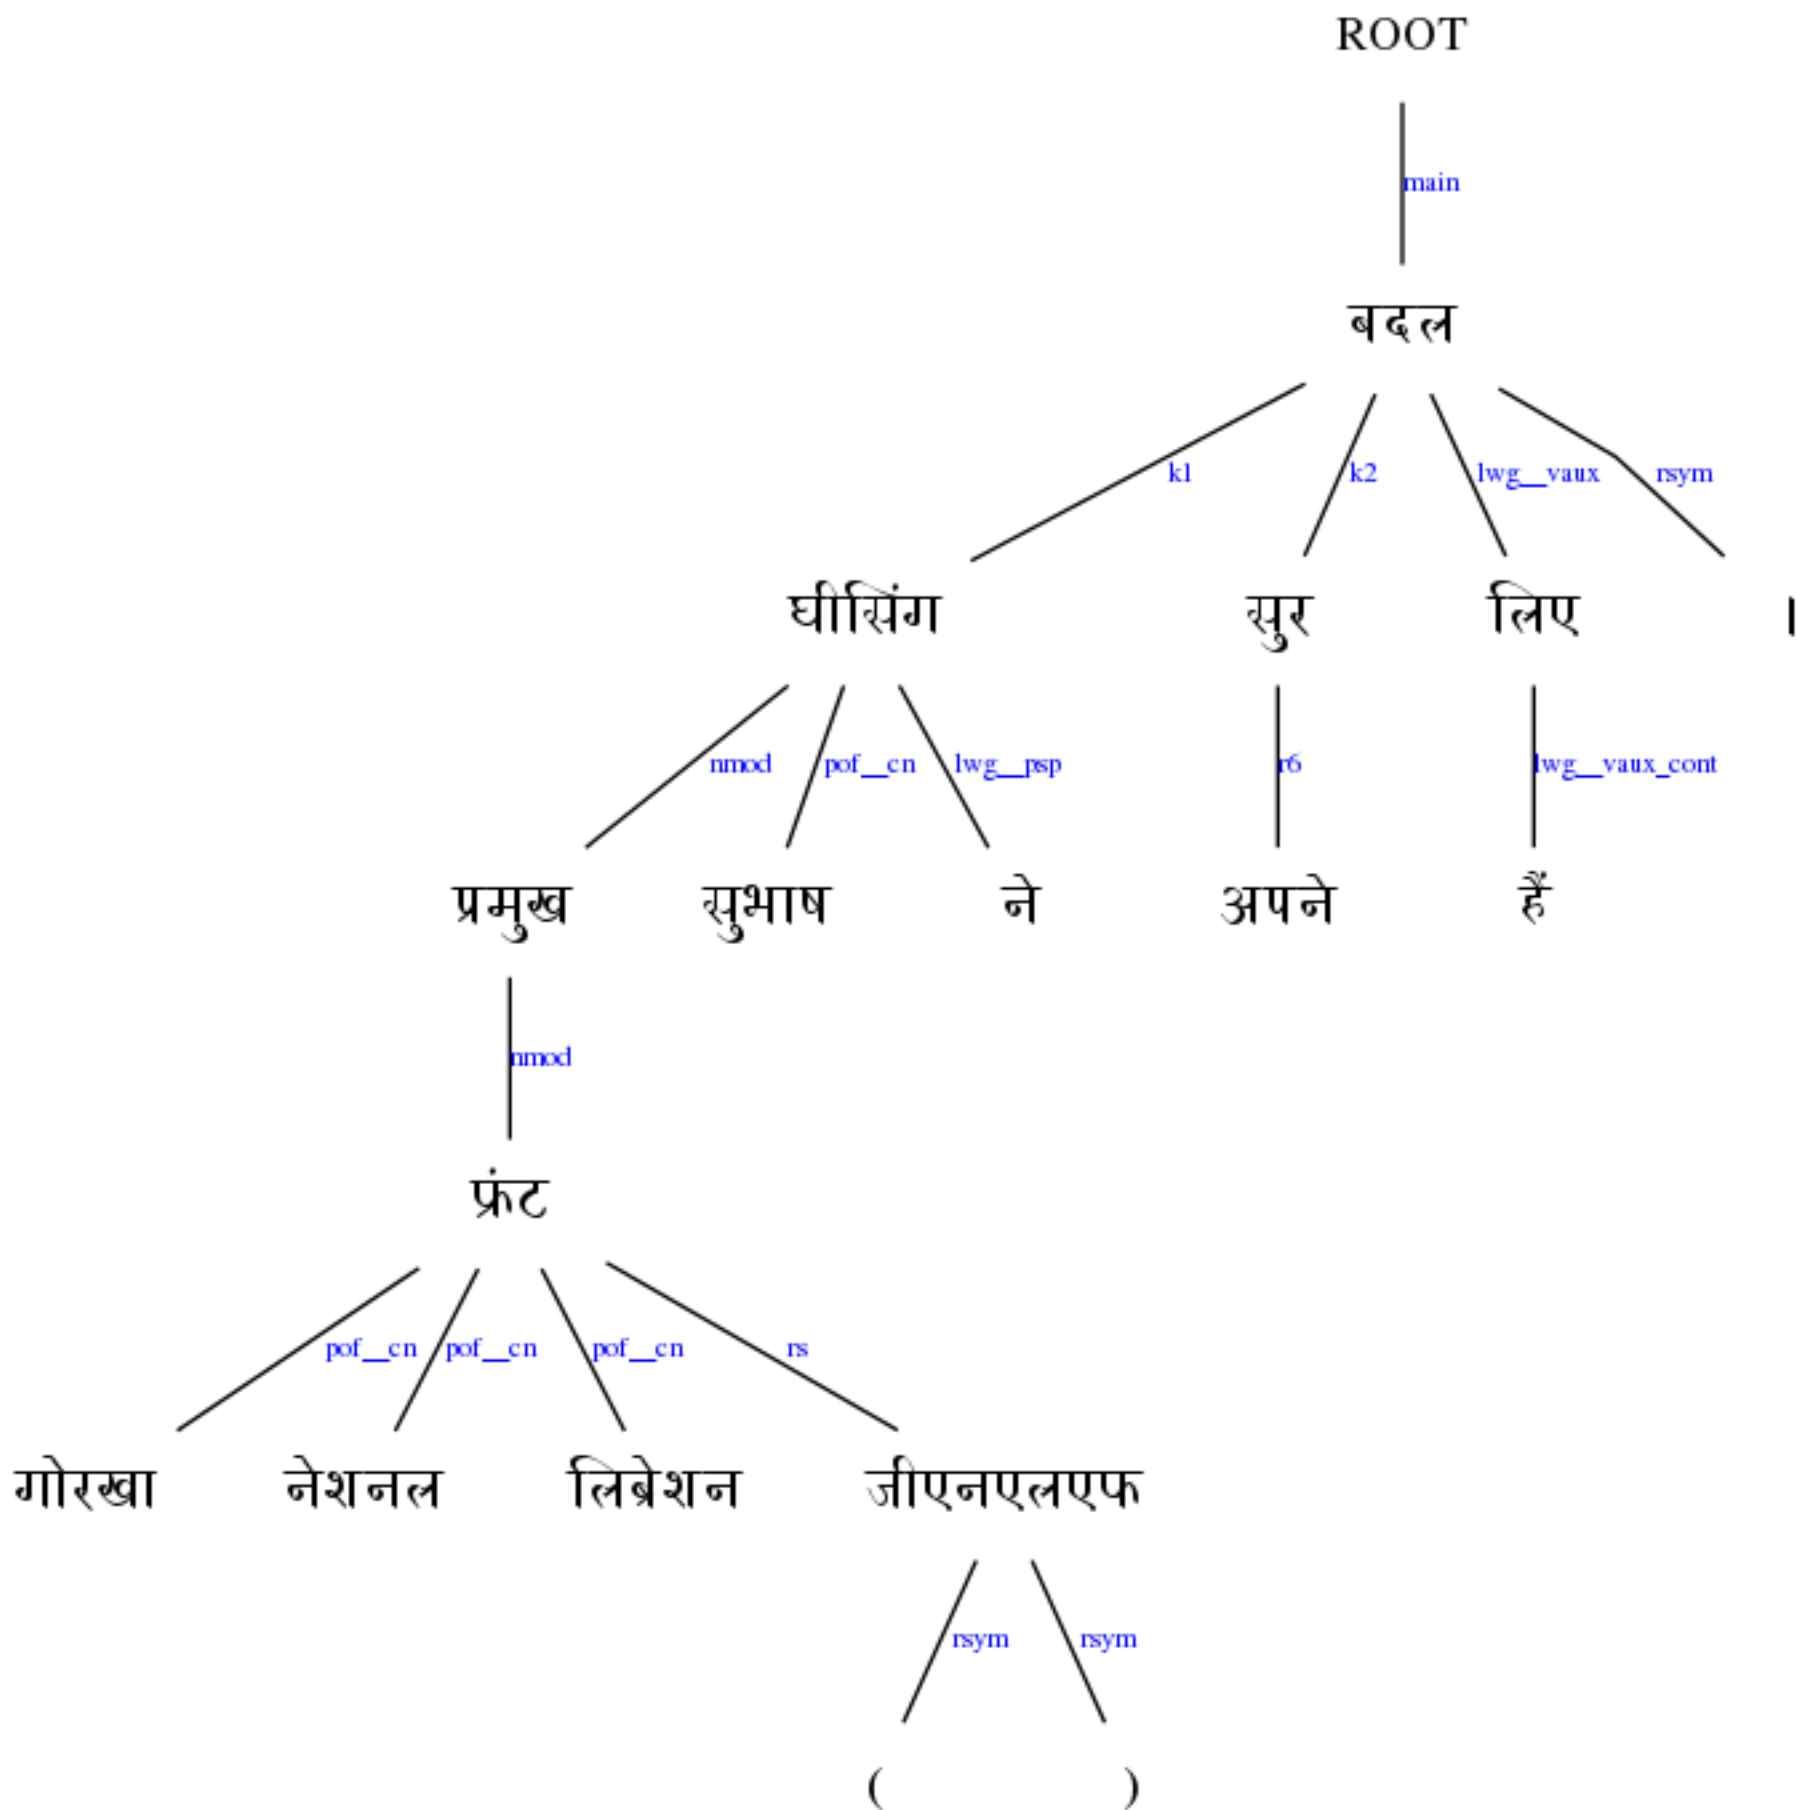 ROOT
main
बदल
k1 k2 lwg__vaux rsym
घीसिंग सुर लिए ।
nmod pof__cn lwg__psp r6 lwg__vaux_cont
प्रमुख सुभाष ने अपने हैं
nmod
फ्रंट
pof__cn pof__cn pof__cn rs
गोरखा नेशनल लिब्रेशन जीएनएलएफ
rsym rsym
( )